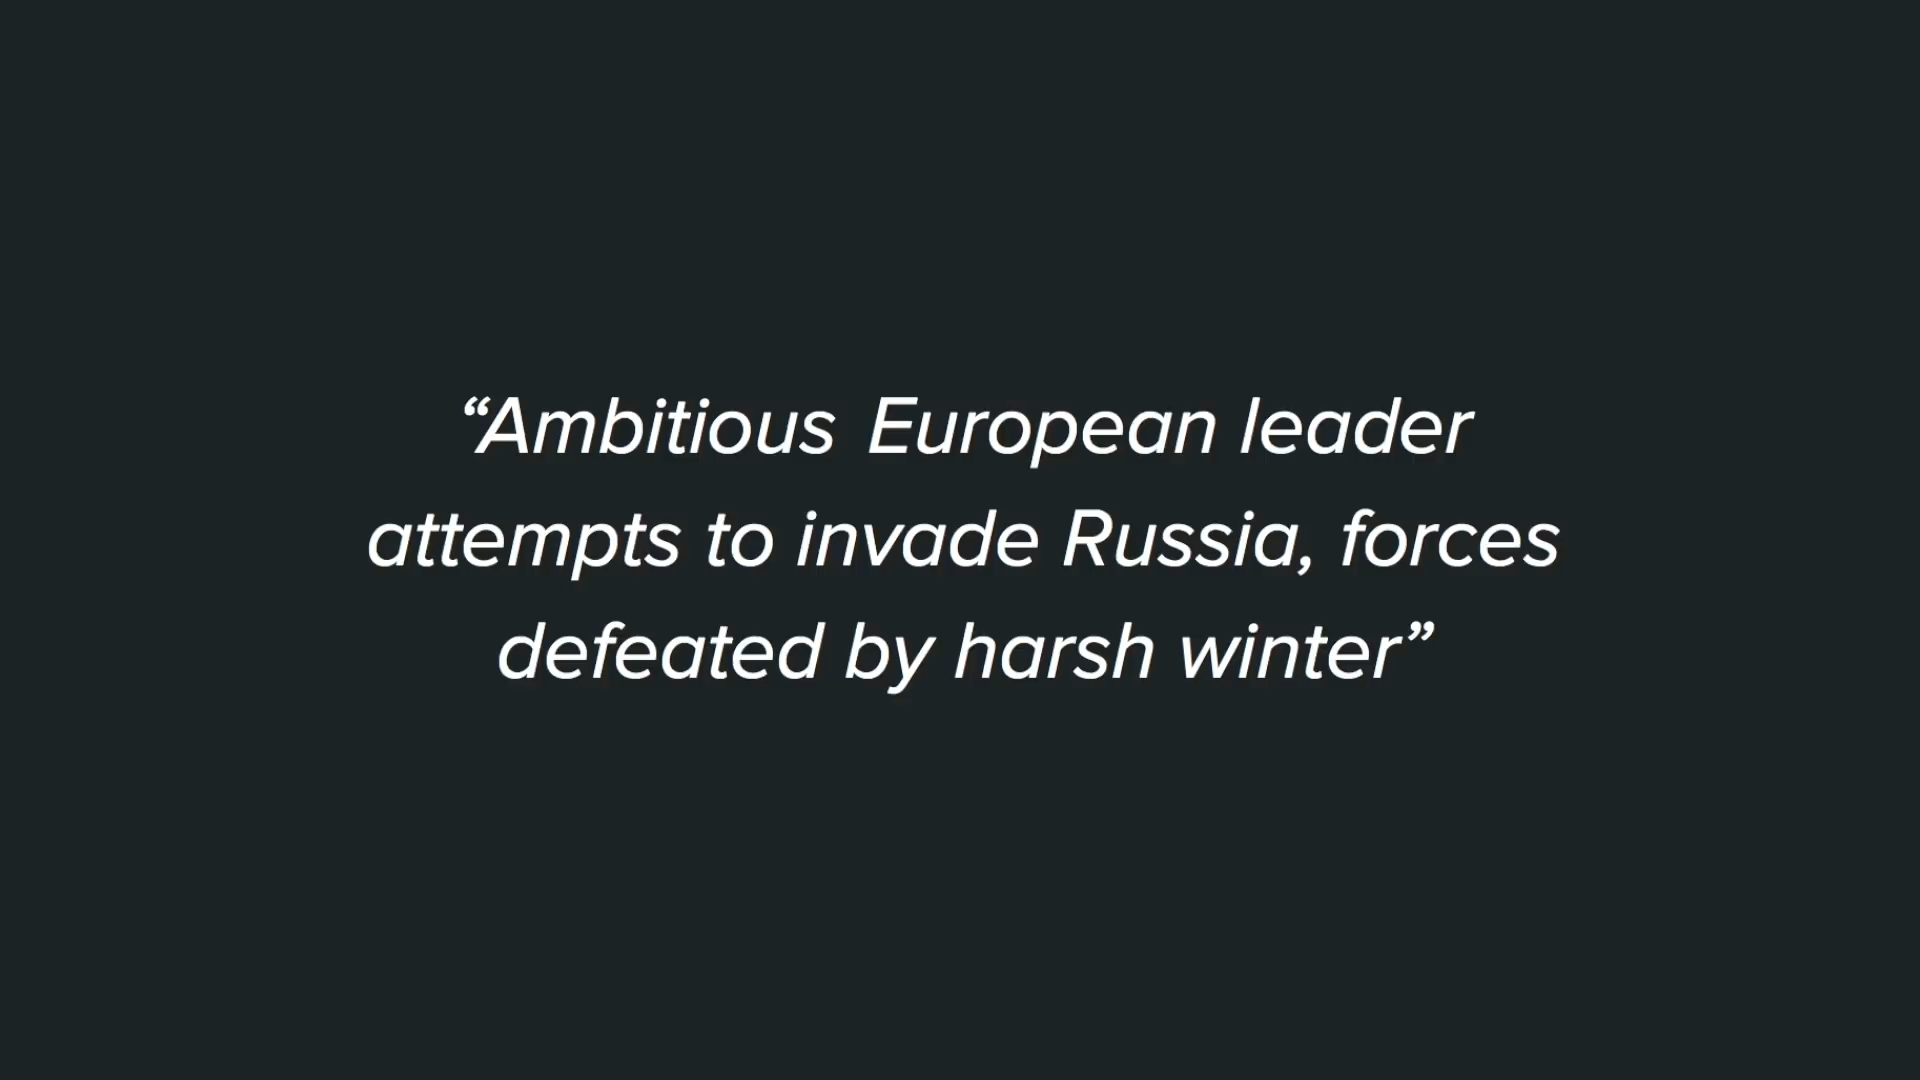 “Ambitious European leader
attempts to invade Russia, forces
defeated by harsh winter”